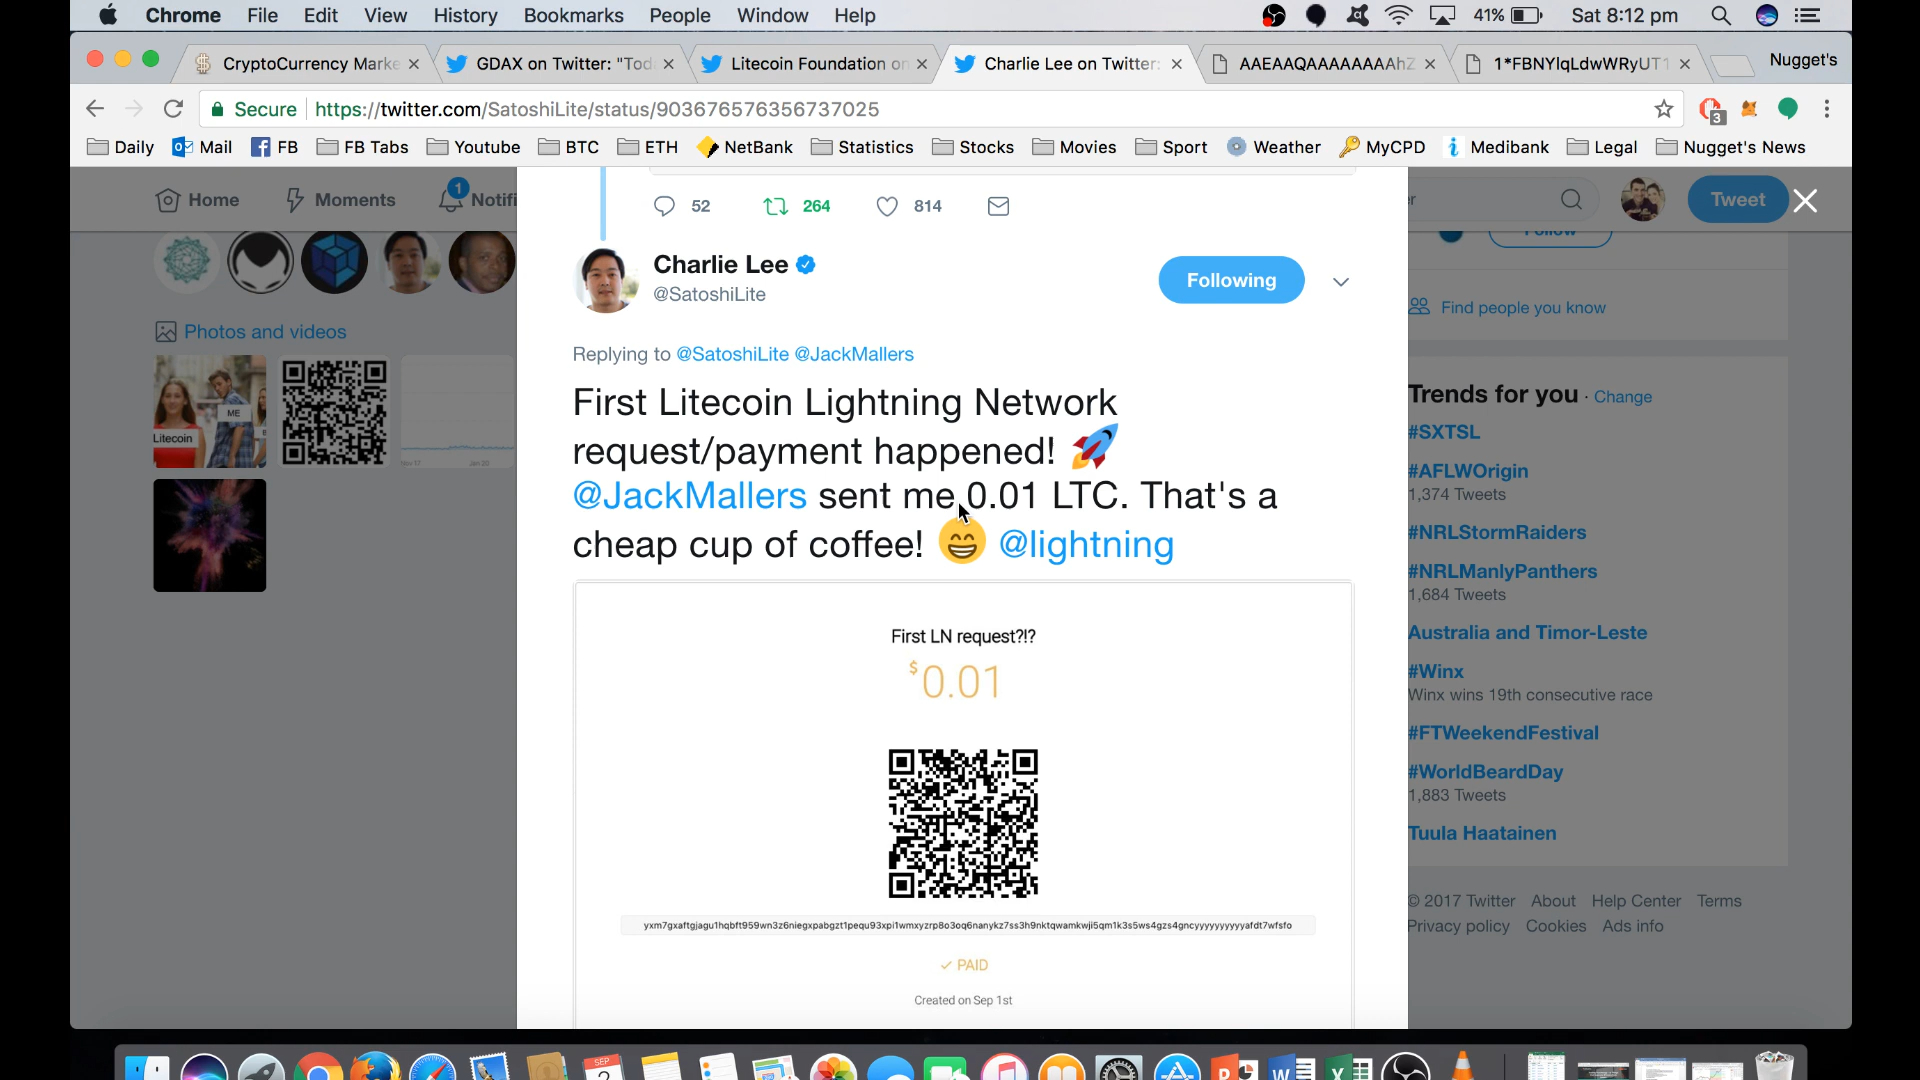 Chrome File Edit View History Bookmarks People Window Help 41% Sat 8:12 pm
CryptoCurrency Marke GDAX on Twitter: "Tod Litecoin Foundation on Charlie Lee on Twitter: AAEAAQAAAAAAAAhZ 1*FBNYlqLdwWRyUT1 Nugget's
Secure https://twitter.com/SatoshiLite/status/903676576356737025 3
Daily Mail FB FB Tabs Youtube BTC ETH NetBank Statistics Stocks Movies Sport Weather MyCPD Medibank Legal Nugget's News
Home Moments 1 Notifi Tweet
52 264 814
Follow
Charlie Lee
@SatoshiLite
Following
Find people you know
Photos and videos
Replying to @SatoshiLite @JackMallers
First Litecoin Lightning Network
request/payment happened!
@JackMallers sent me 0.01 LTC. That's a
cheap cup of coffee! @lightning
ME
Litecoin
Trends for you · Change
#SXTSL
#AFLWOrigin
1,374 Tweets
#NRLStormRaiders
#NRLManlyPanthers
1,684 Tweets
Australia and Timor-Leste
#Winx
Winx wins 19th consecutive race
#FTWeekendFestival
#WorldBeardDay
1,883 Tweets
Tuula Haatainen
© 2017 Twitter About Help Center Terms
Privacy policy Cookies Ads info
First LN request?!?
$0.01
yxm7gxaftgjagu1hqbft959wn3z6niegxpabgzt1pequ93xpi1wmxyzrp8o3oq6nanykz7ss3h9nktqwamkwji5qm1k3s5ws4gzs4gncyyyyyyyyyyafdt7wfsfo
✓ PAID
Created on Sep 1st
SEP